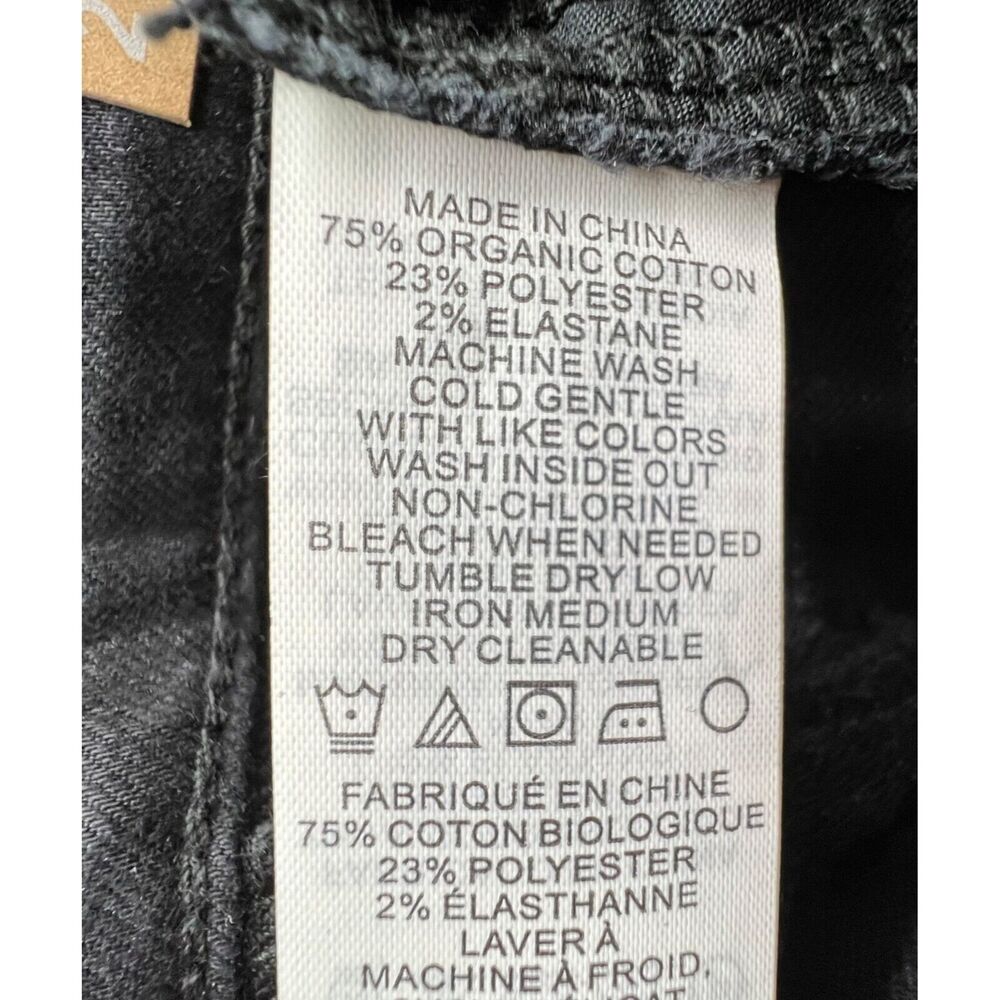 MADE IN CHINA
75% ORGANIC COTTON
23% POLYESTER
2% ELASTANE
MACHINE WASH
COLD GENTLE
WITH LIKE COLORS
WASH INSIDE OUT
NON-CHLORINE
BLEACH WHEN NEEDED
TUMBLE DRY LOW
IRON MEDIUM
DRY CLEANABLE
FABRIQUÉ EN CHINE
75% COTON BIOLOGIQUE
23% POLYESTER
2% ÉLASTHANNE
LAVER À
MACHINE À FROID,